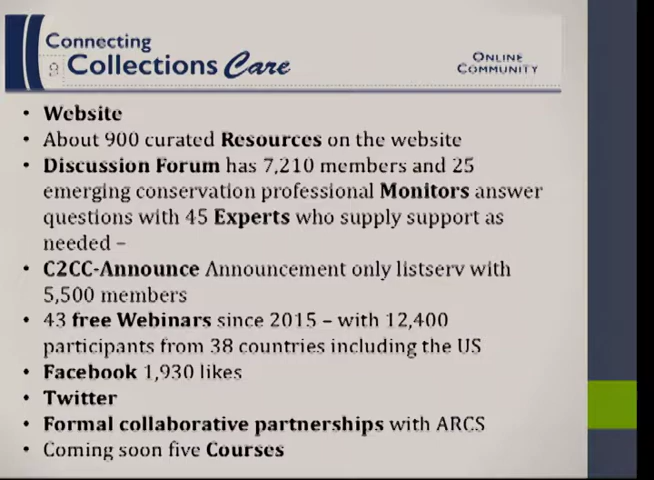 Connecting
to Collections Care
ONLINE
COMMUNITY
• Website
• About 900 curated Resources on the website
• Discussion Forum has 7,210 members and 25
emerging conservation professional Monitors answer
questions with 45 Experts who supply support as
needed –
• C2CC-Announce Announcement only listserv with
5,500 members
• 43 free Webinars since 2015 – with 12,400
participants from 38 countries including the US
• Facebook 1,930 likes
• Twitter
• Formal collaborative partnerships with ARCS
• Coming soon five Courses